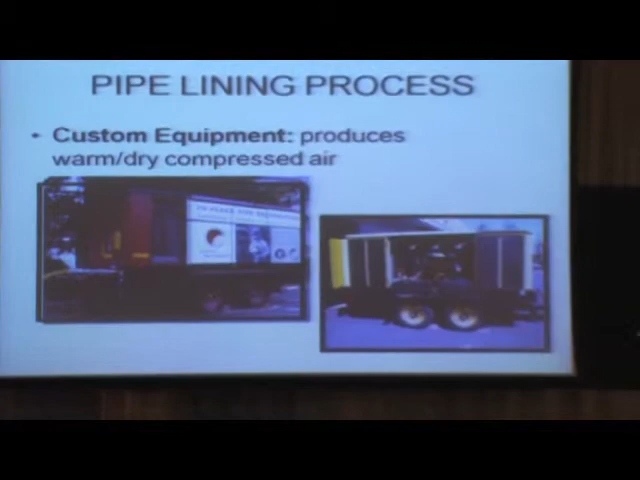 PIPE LINING PROCESS
• Custom Equipment: produces
warm/dry compressed air